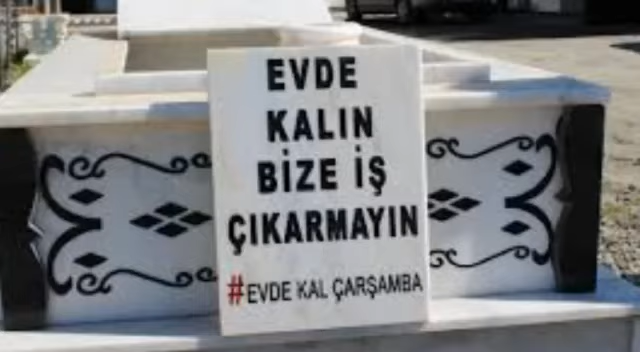 EVDE
KALIN
BİZE İŞ
ÇIKARMAYIN
#EVDE KAL ÇARŞAMBA